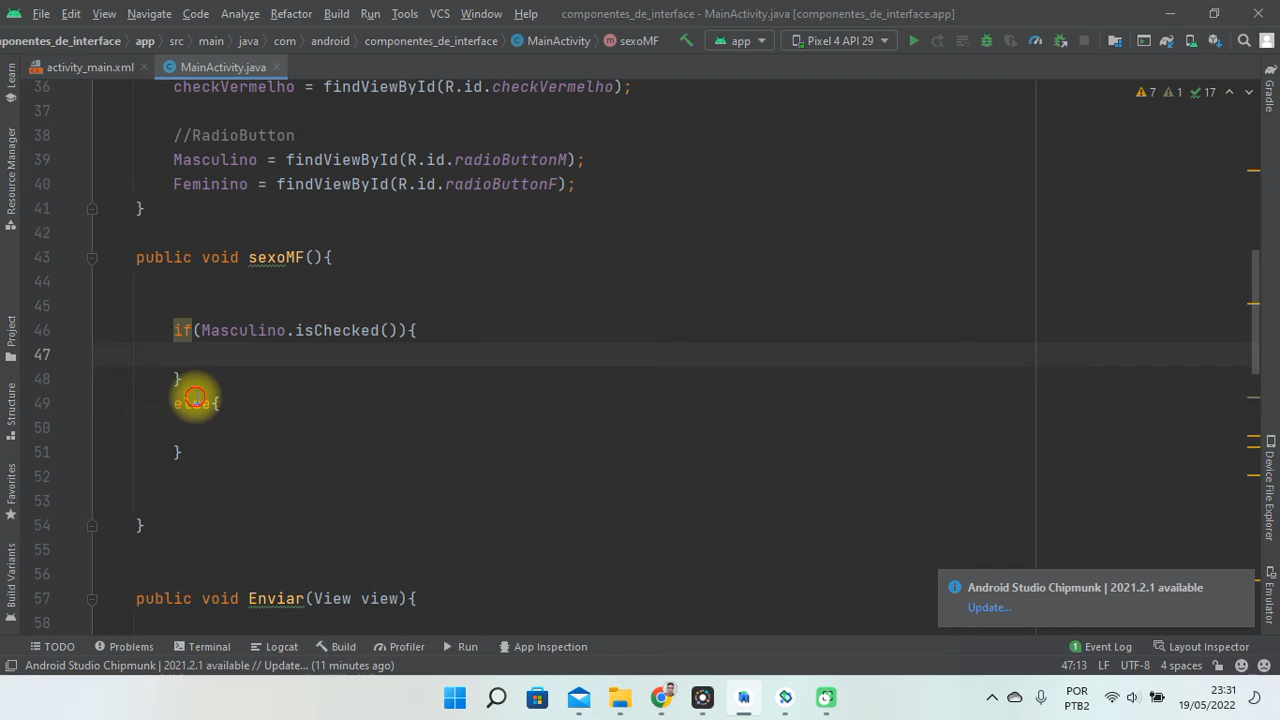 File Edit View Navigate Code Analyze Refactor Build Run Tools VCS Window Help componentes_de_interface - MainActivity.java [componentes_de_interface.app]
ponentes_de_interface app src main java com android componentes_de_interface MainActivity sexoMF app Pixel 4 API 29
activity_main.xml MainActivity.java
36 checkVermelho = findViewById(R.id.checkVermelho); 7 1 17
37
38 //RadioButton
39 Masculino = findViewById(R.id.radioButtonM);
40 Feminino = findViewById(R.id.radioButtonF);
41 }
42
43 public void sexoMF(){
44
45
46 if(Masculino.isChecked()){
47
48 }
49 else{
50
51 }
52
53
54 }
55
56
57 public void Enviar(View view){
58
Learn
Resource Manager
Project
Structure
Favorites
Build Variants
Gradle
Device File Explorer
Emulator
Android Studio Chipmunk | 2021.2.1 available
Update...
TODO Problems Terminal Logcat Build Profiler Run App Inspection Event Log Layout Inspector
Android Studio Chipmunk | 2021.2.1 available // Update... (11 minutes ago) 47:13 LF UTF-8 4 spaces
POR
PTB2
23:31
19/05/2022